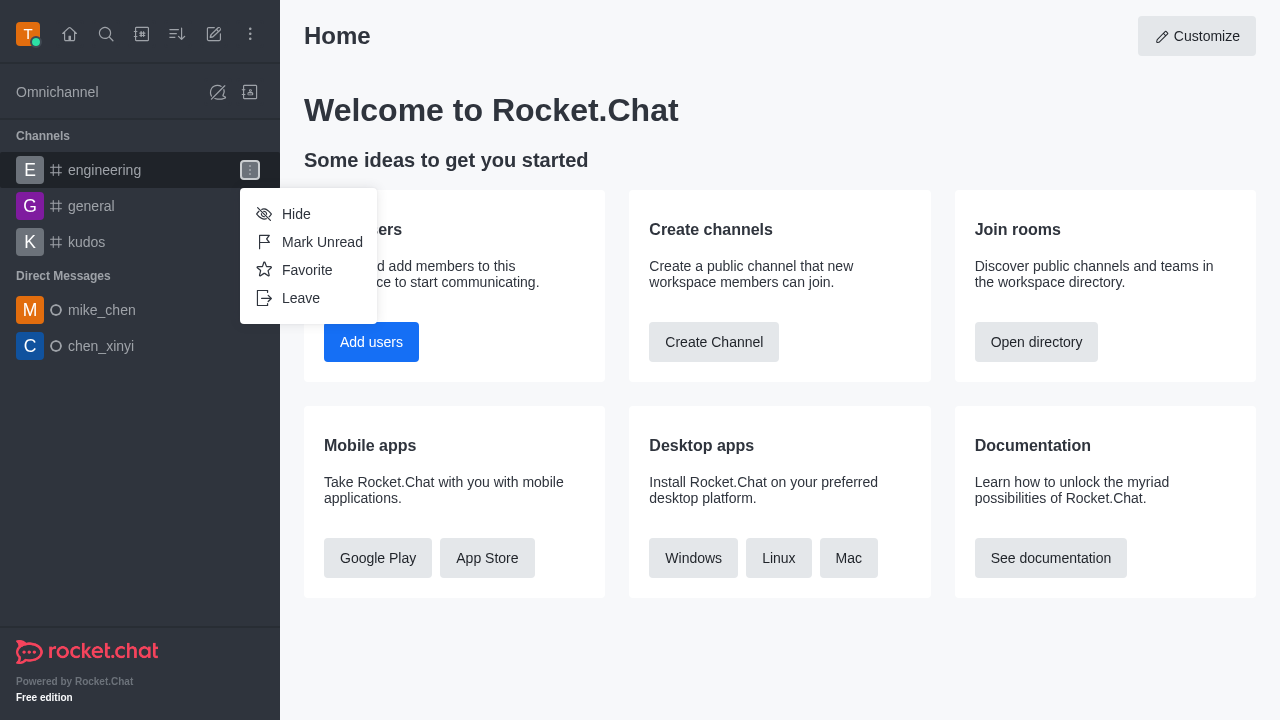 T
Home
Customize
Omnichannel
Welcome to Rocket.Chat
Channels
Some ideas to get you started
E engineering
G general
K kudos
Direct Messages
M mike_chen
C chen_xinyi
Hide
Mark Unread
Favorite
Leave
add members to this
to start communicating.
Add users
Create channels
Create a public channel that new
workspace members can join.
Create Channel
Join rooms
Discover public channels and teams in
the workspace directory.
Open directory
Mobile apps
Take Rocket.Chat with you with mobile
applications.
Google Play
App Store
Desktop apps
Install Rocket.Chat on your preferred
desktop platform.
Windows
Linux
Mac
Documentation
Learn how to unlock the myriad
possibilities of Rocket.Chat.
See documentation
rocket.chat
Powered by Rocket.Chat
Free edition